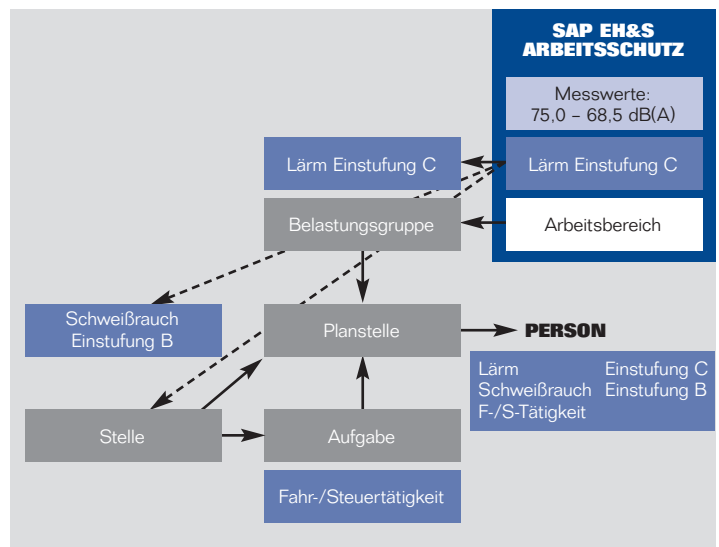 SAP EH&S
ARBEITSSCHUTZ
Messwerte:
75,0 – 68,5 dB(A)
Lärm Einstufung C
Lärm Einstufung C
Belastungsgruppe
Arbeitsbereich
Schweißrauch
Einstufung B
Planstelle
PERSON
Lärm Einstufung C
Schweißrauch Einstufung B
F-/S-Tätigkeit
Stelle
Aufgabe
Fahr-/Steuertätigkeit